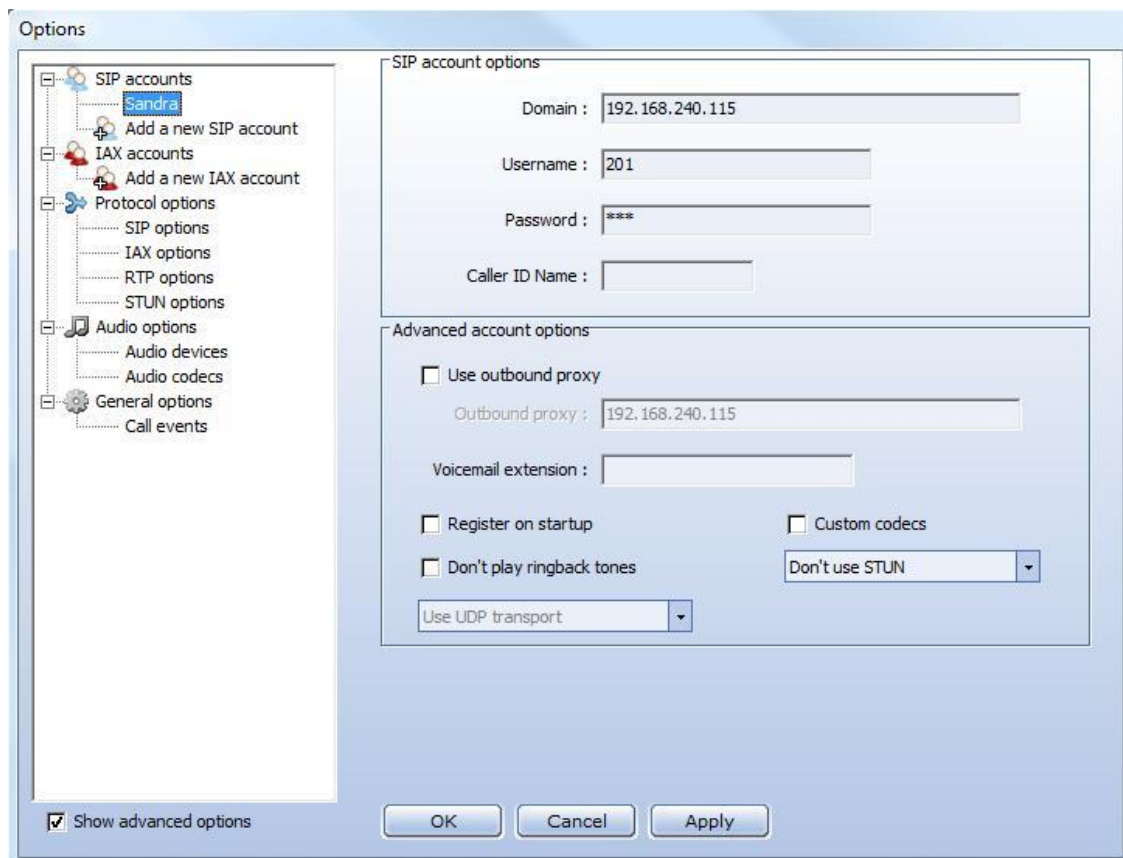 Options
SIP accounts
Sandra
Add a new SIP account
IAX accounts
Add a new IAX account
Protocol options
SIP options
IAX options
RTP options
STUN options
Audio options
Audio devices
Audio codecs
General options
Call events
Show advanced options
SIP account options
Domain : 192.168.240.115
Username : 201
Password : ***
Caller ID Name :
Advanced account options
Use outbound proxy
Outbound proxy : 192.168.240.115
Voicemail extension :
Register on startup
Custom codecs
Don't play ringback tones
Don't use STUN
Use UDP transport
OK
Cancel
Apply